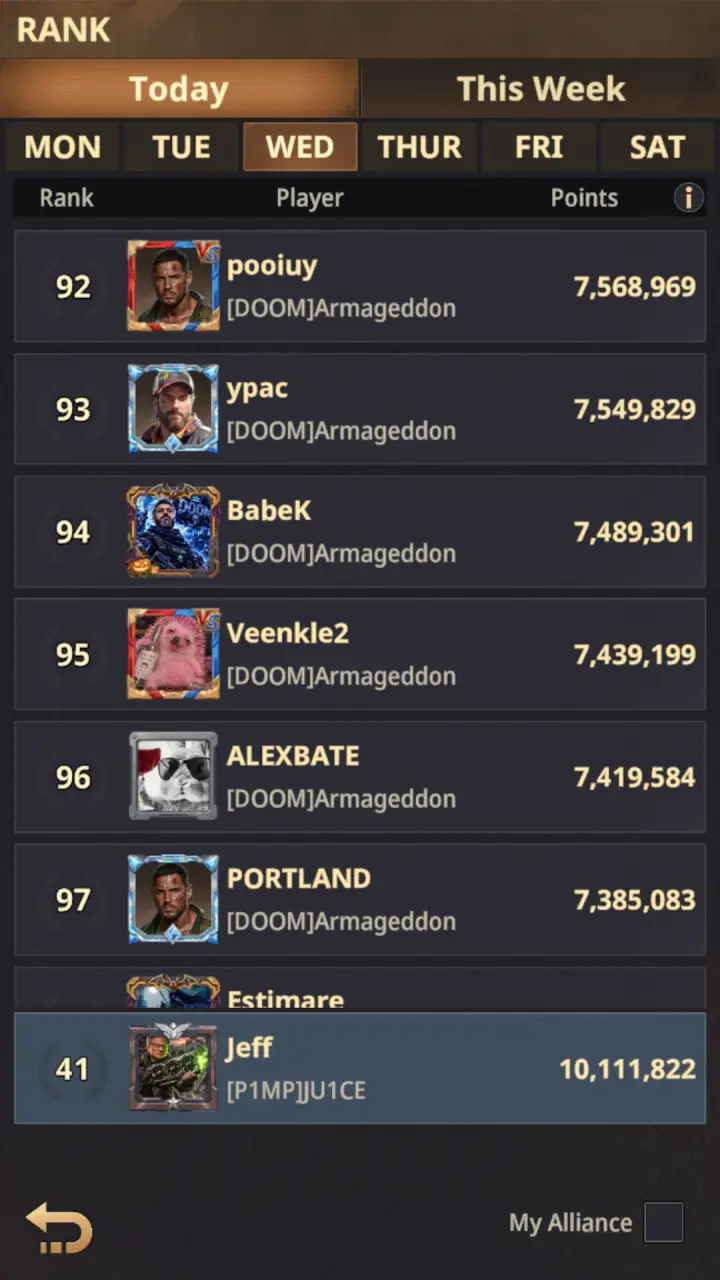 RANK
Today This Week
MON TUE WED THUR FRI SAT
Rank Player Points
92 pooiuy 7,568,969
[DOOM]Armageddon
93 ypac 7,549,829
[DOOM]Armageddon
94 BabeK 7,489,301
[DOOM]Armageddon
95 Veenkle2 7,439,199
[DOOM]Armageddon
96 ALEXBATE 7,419,584
[DOOM]Armageddon
97 PORTLAND 7,385,083
[DOOM]Armageddon
Estimare
41 Jeff 10,111,822
[P1MP]JU1CE
My Alliance